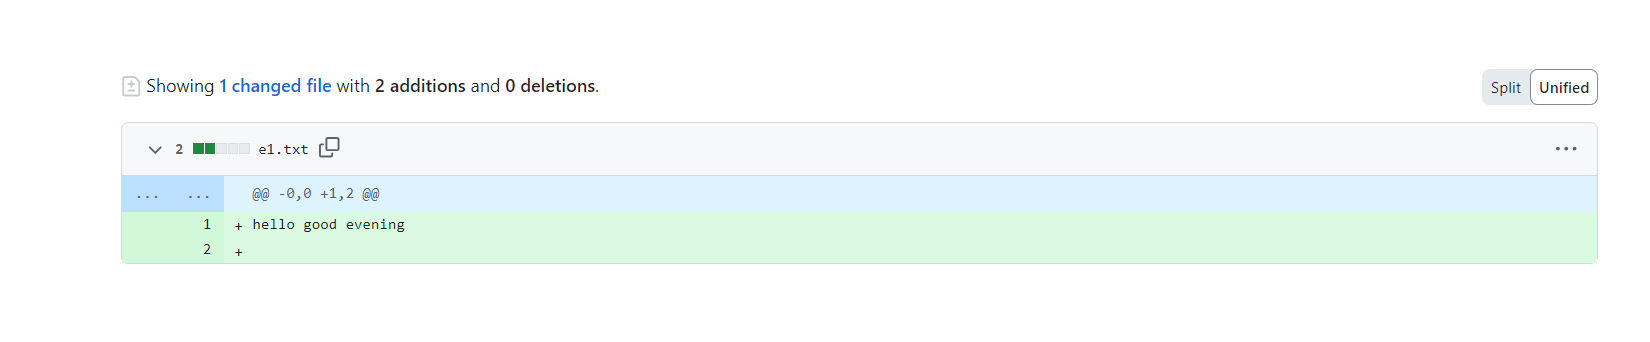 Showing 1 changed file with 2 additions and 0 deletions.
Split Unified
2 e1.txt
... ... @@ -0,0 +1,2 @@
1 + hello good evening
2 +